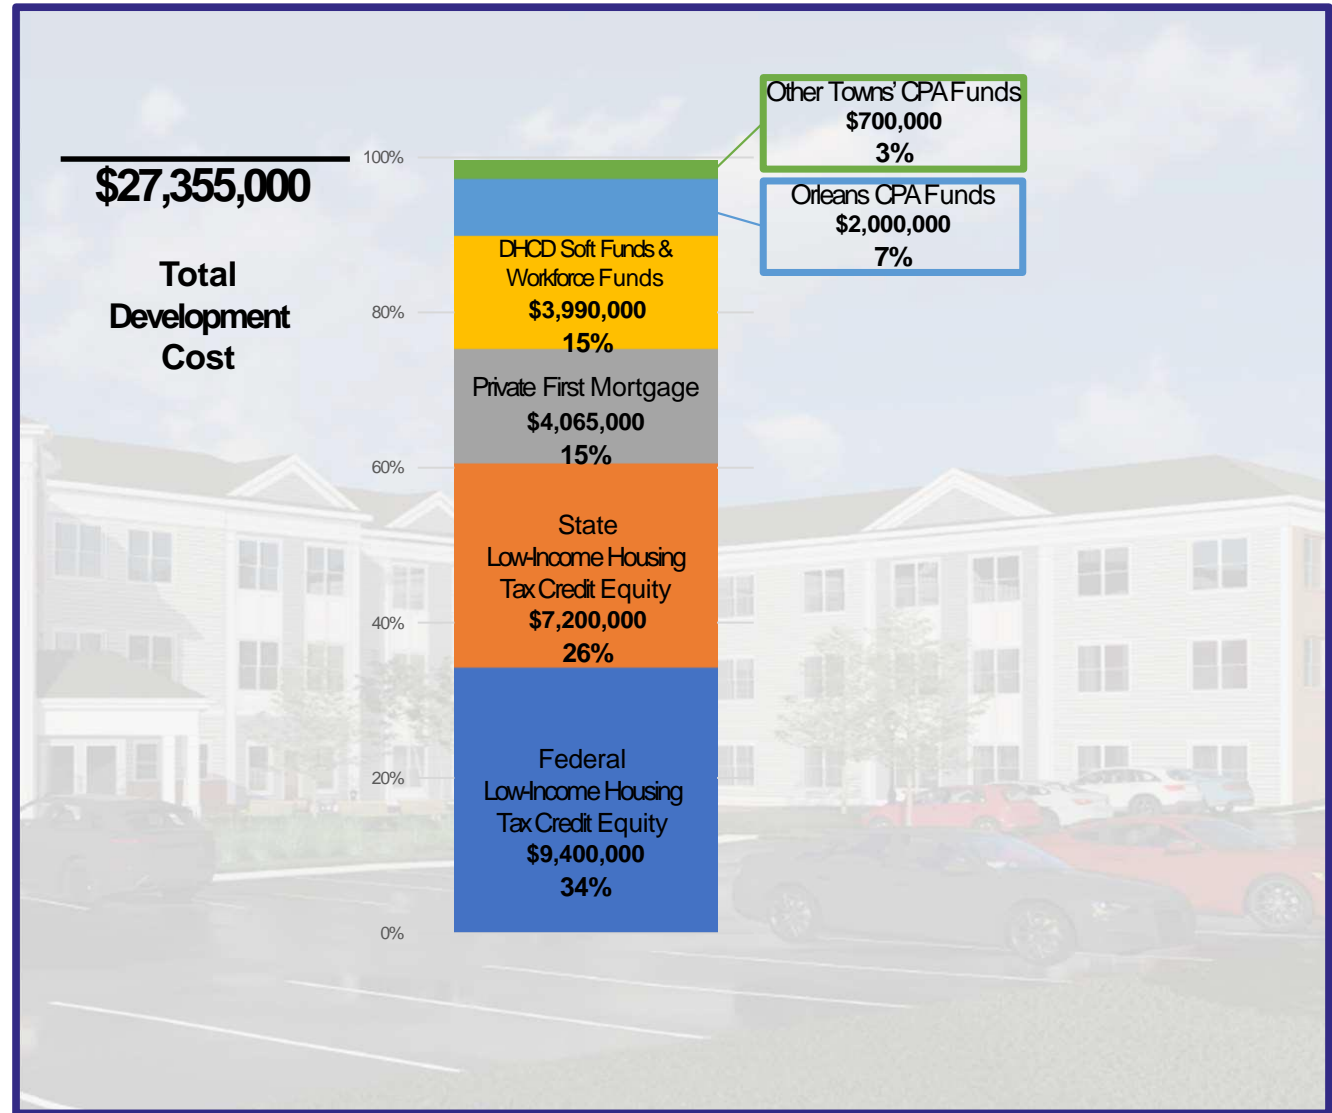 $27,355,000
Total
Development
Cost
100%
80%
60%
40%
20%
0%
Other Towns' CPA Funds
$700,000
3%
Orleans CPA Funds
$2,000,000
7%
DHCD Soft Funds &
Workforce Funds
$3,990,000
15%
Private First Mortgage
$4,065,000
15%
State
Low-Income Housing
Tax Credit Equity
$7,200,000
26%
Federal
Low-Income Housing
Tax Credit Equity
$9,400,000
34%